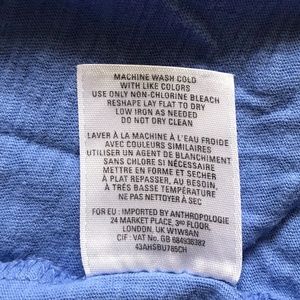 MACHINE WASH COLD
WITH LIKE COLORS
USE ONLY NON-CHLORINE BLEACH
RESHAPE LAY FLAT TO DRY
LOW IRON AS NEEDED
DO NOT DRY CLEAN
LAVER À LA MACHINE À L'EAU FROIDE
AVEC COULEURS SIMILAIRES
UTILISER UN AGENT DE BLANCHIMENT
SANS CHLORE SI NÉCESSAIRE
METTRE EN FORME ET SECHER
À PLAT REPASSER, AU BESOIN,
À TRÈS BASSE TEMPÉRATURE
NE PAS NETTOYER À SEC
FOR EU: IMPORTED BY ANTHROPOLOGIE
24 MARKET PLACE, 3RD FLOOR,
LONDON, UK W1W8AN
CIF: VAT No. GB 684936382
43AHSBU785CH